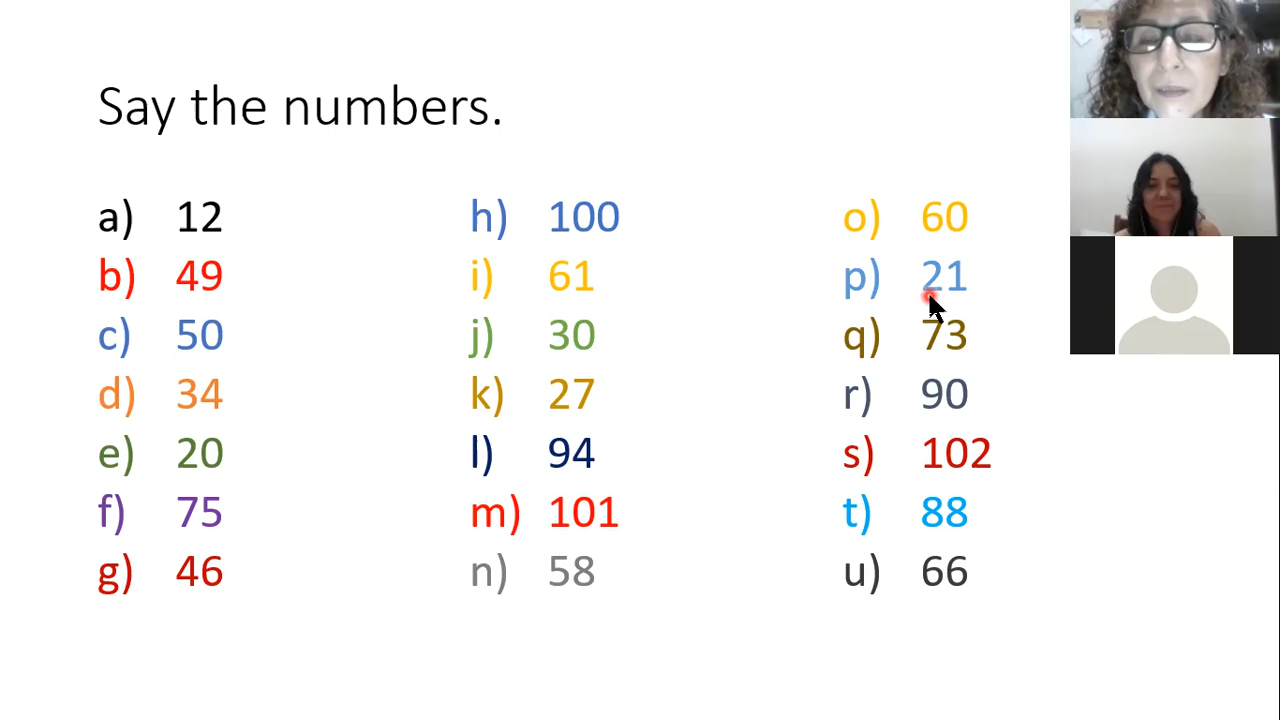 Say the numbers.
a) 12
b) 49
c) 50
d) 34
e) 20
f) 75
g) 46
h) 100
i) 61
j) 30
k) 27
l) 94
m) 101
n) 58
o) 60
p) 21
q) 73
r) 90
s) 102
t) 88
u) 66